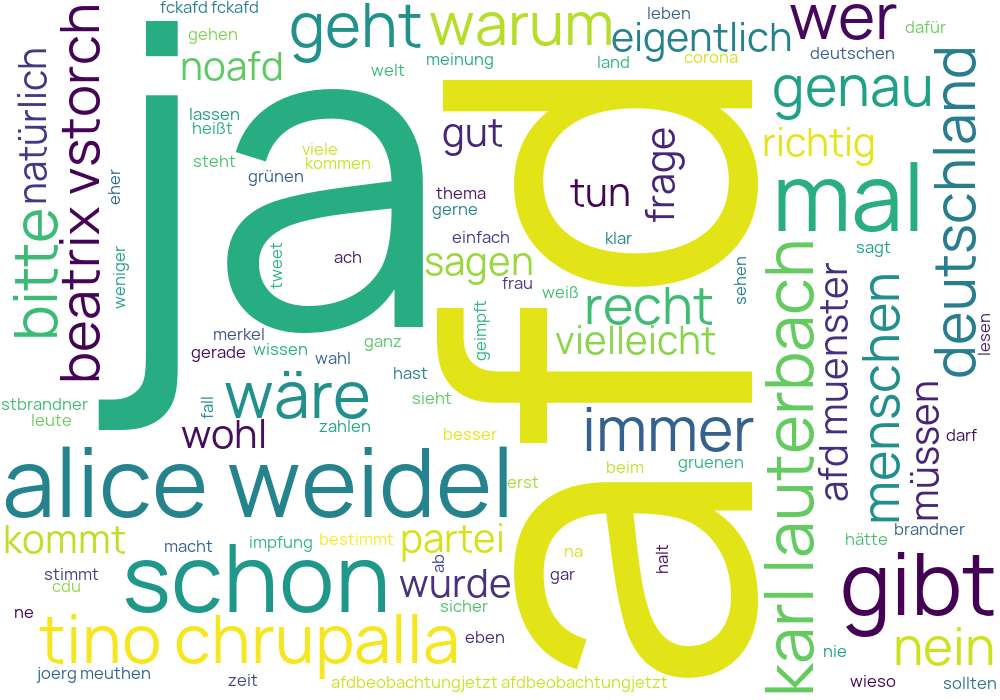 fckafd fckafd
gehen
geht
warum
leben
eigentlich
wer
dafür
deutschen
natürlich
beatrix vstorch
noafd
welt
meinung
land
corona
ja
afd
genau
deutschland
lassen
heißt
steht
viele
kommen
grünen
gut
frage
richtig
tun
mal
eher
thema
gerne
bitte
weniger
tweet
ach
einfach
klar
sagt
sagen
frau
weiß
sehen
recht
karl lauterbach
afd muenster
menschen
lesen
merkel
gerade
wissen
wahl
ganz
geimpft
vielleicht
stbrandner
leute
fall
wäre
hast
sieht
zahlen
wohl
besser
immer
müssen
darf
alice weidel
erst
beim
gruenen
kommt
macht
impfung
bestimmt
partei
brandner
hätte
stimmt
cdu
schon
ab
wurde
na
gar
halt
gibt
ne
sicher
tino chrupalla
eben
nein
nie
joerg meuthen
zeit
afdbeobachtungjetzt afdbeobachtungjetzt
wieso
sollten